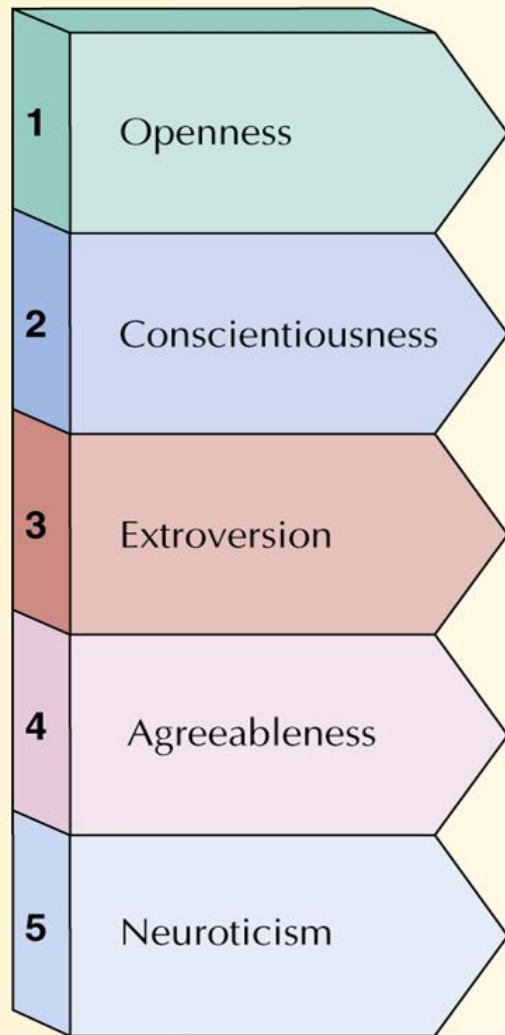 1 Openness
2 Conscientiousness
3 Extroversion
4 Agreeableness
5 Neuroticism